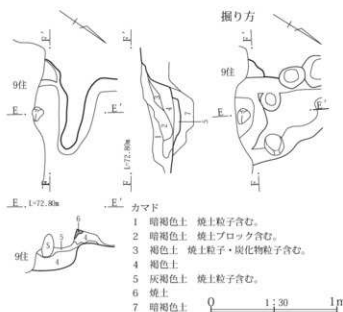 掘り方
F F'
9住
E E'
9住
E E'
F F'
L=72.80m
L=72.80m
E E'
カマド
1 暗褐色土 焼土粒子含む。
2 暗褐色土 焼土ブロック含む。
3 褐色土 焼土粒子・炭化物粒子含む。
4 褐色土
5 灰褐色土 焼土粒子含む。
6 焼土
7 暗褐色土
9住
0 1:30 1m